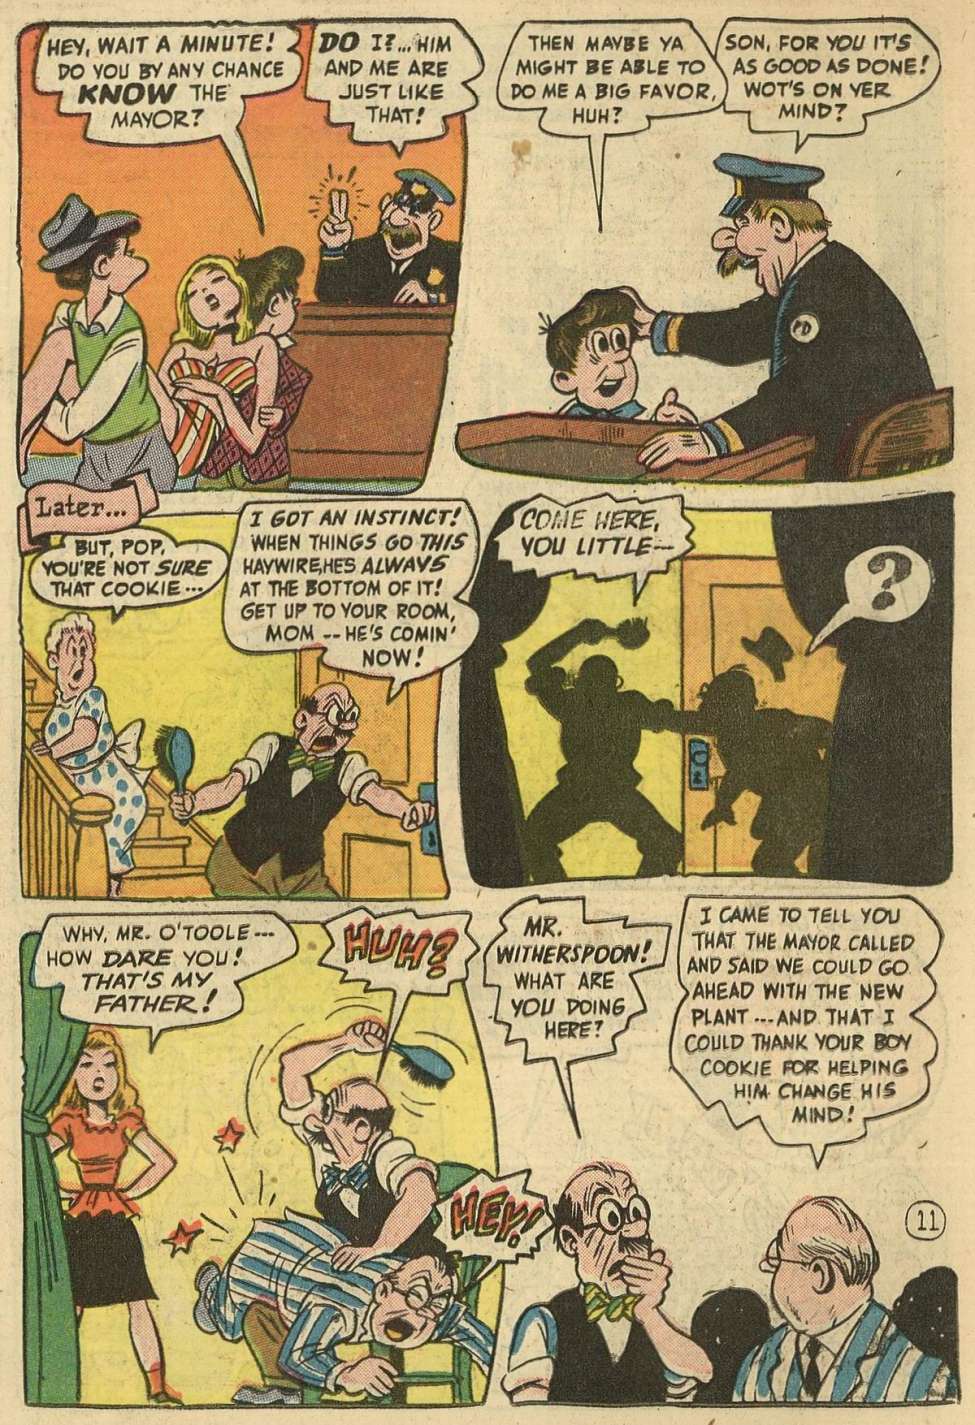 HEY, WAIT A MINUTE!
DO YOU BY ANY CHANCE
KNOW THE
MAYOR?
DO I?... HIM
AND ME ARE
JUST LIKE
THAT!
THEN MAYBE YA
MIGHT BE ABLE TO
DO ME A BIG FAVOR,
HUH?
SON, FOR YOU IT'S
AS GOOD AS DONE!
WOT'S ON YER
MIND?
PD
Later...
BUT, POP,
YOU'RE NOT SURE
THAT COOKIE...
I GOT AN INSTINCT!
WHEN THINGS GO THIS
HAYWIRE, HE'S ALWAYS
AT THE BOTTOM OF IT!
GET UP TO YOUR ROOM,
MOM -- HE'S COMIN'
NOW!
COME HERE,
YOU LITTLE--
?
WHY, MR. O'TOOLE---
HOW DARE YOU!
THAT'S MY
FATHER!
HUH?
HEY!
MR.
WITHERSPOON!
WHAT ARE
YOU DOING
HERE?
I CAME TO TELL YOU
THAT THE MAYOR CALLED
AND SAID WE COULD GO
AHEAD WITH THE NEW
PLANT ---AND THAT I
COULD THANK YOUR BOY
COOKIE FOR HELPING
HIM CHANGE HIS
MIND!
11